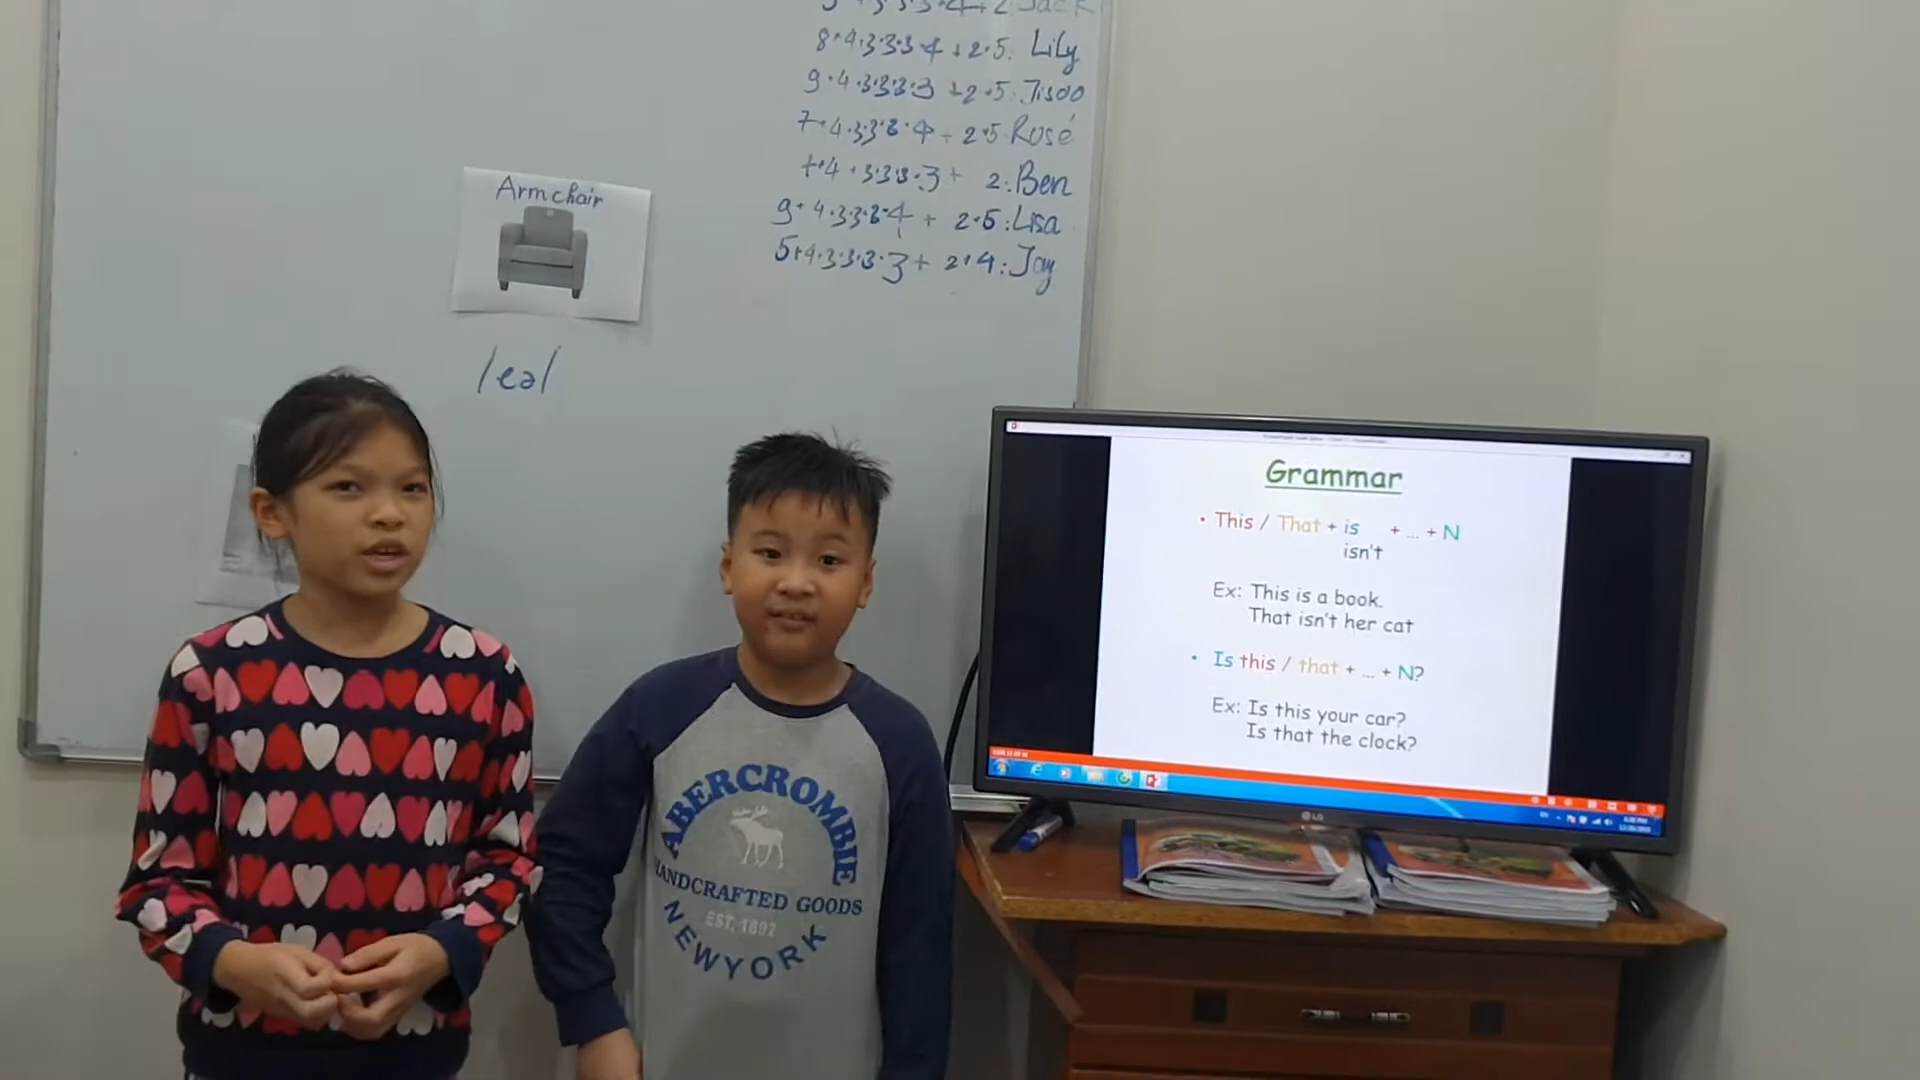 Jack
8+4+3+3+3+4+2+5: Lily
9+4+3+3+3+3+2+5: Jisoo
7+4+3+3+3+4+2+5 Rosé
+4+3+3+3+3+ 2: Ben
9+4+3+3+3+4+ 2+5: Lisa
5+4+3+3+3+3+ 2+4: Joy
Armchair
/eə/
Grammar
• This / That + is + ... + N
isn't
Ex: This is a book.
That isn't her cat
• Is this / that + ... + N?
Ex: Is this your car?
Is that the clock?
LG
ABERCROMBIE
HANDCRAFTED GOODS
EST, 1892
NEWYORK